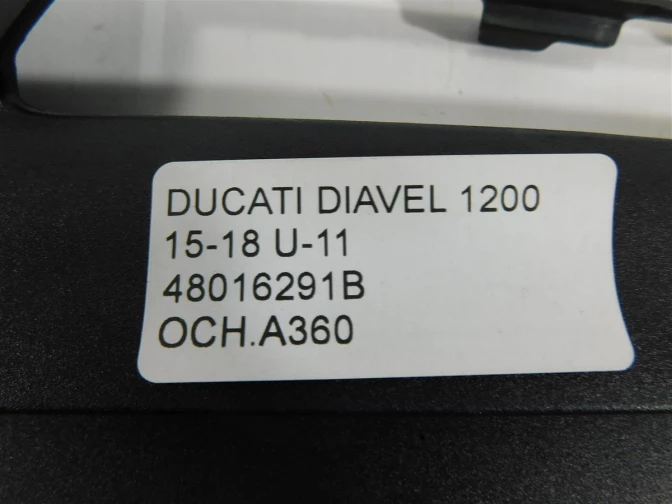 DUCATI DIAVEL 1200
15-18 U-11
48016291B
OCH.A360